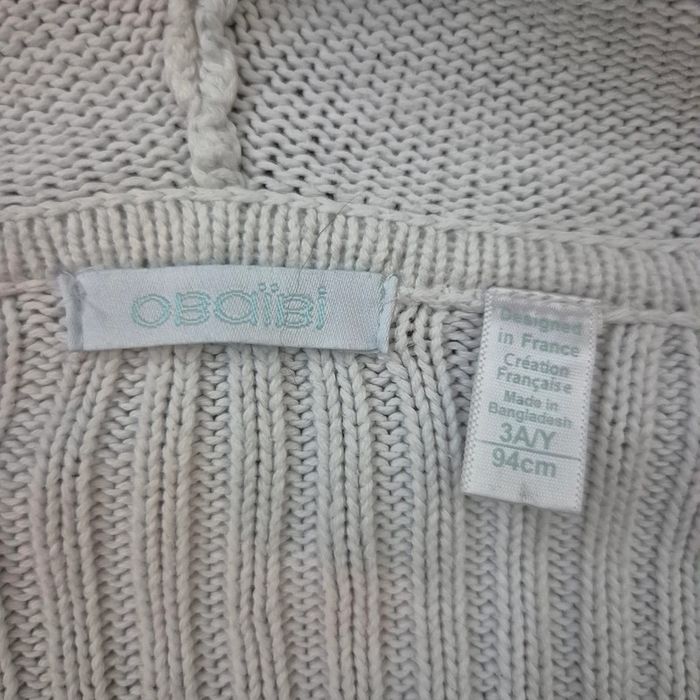 obaïbi
Designed
in France
Création
Française
Made in
Bangladesh
3A/Y
94cm